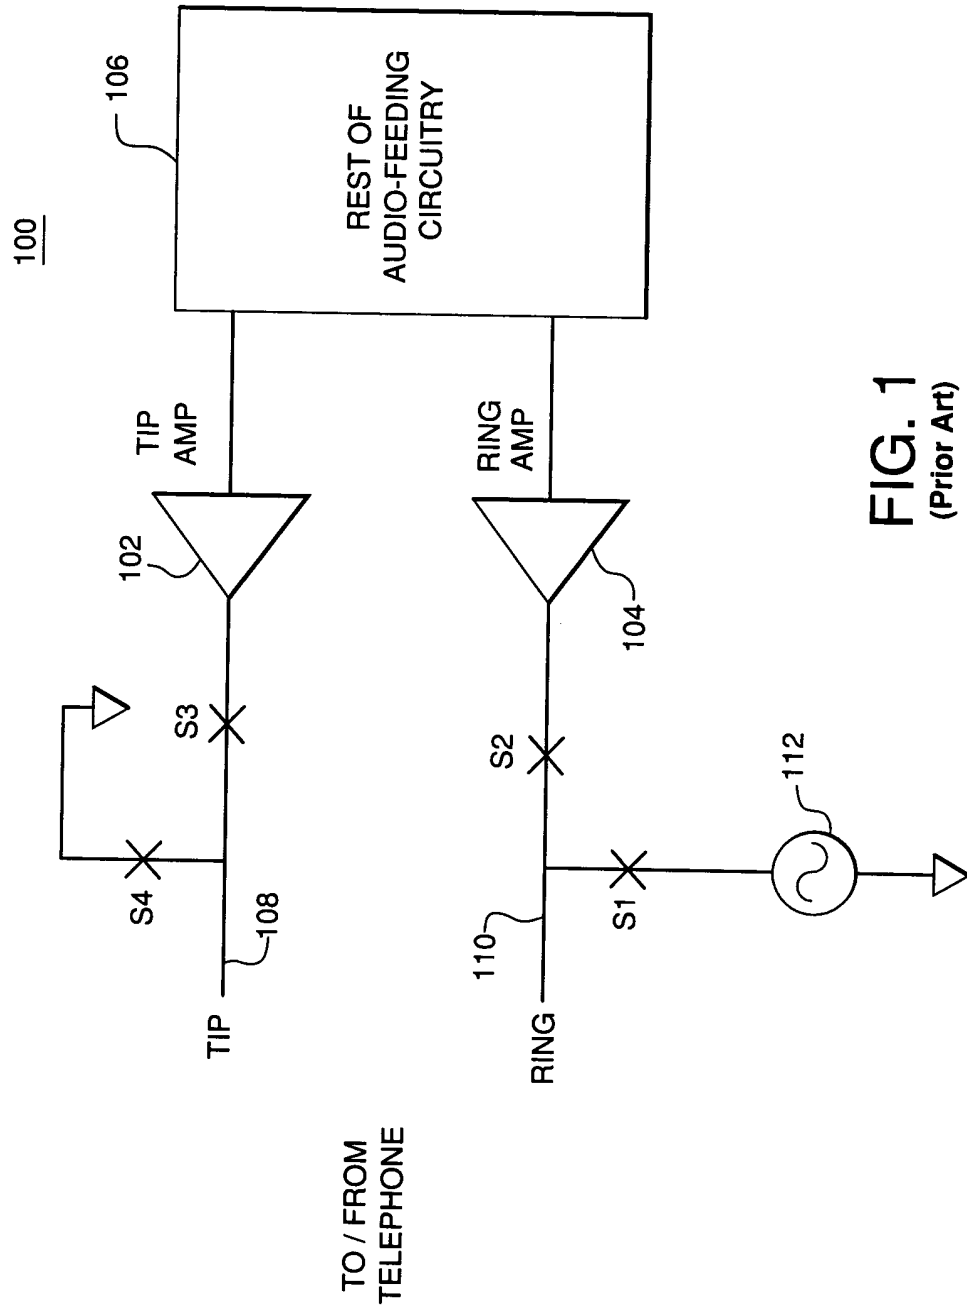 100
106
REST OF
AUDIO-FEEDING
CIRCUITRY
TIP
AMP
102
S3
S4
108
TIP
RING
AMP
104
S2
110
S1
112
RING
TO / FROM
TELEPHONE
FIG. 1
(Prior Art)